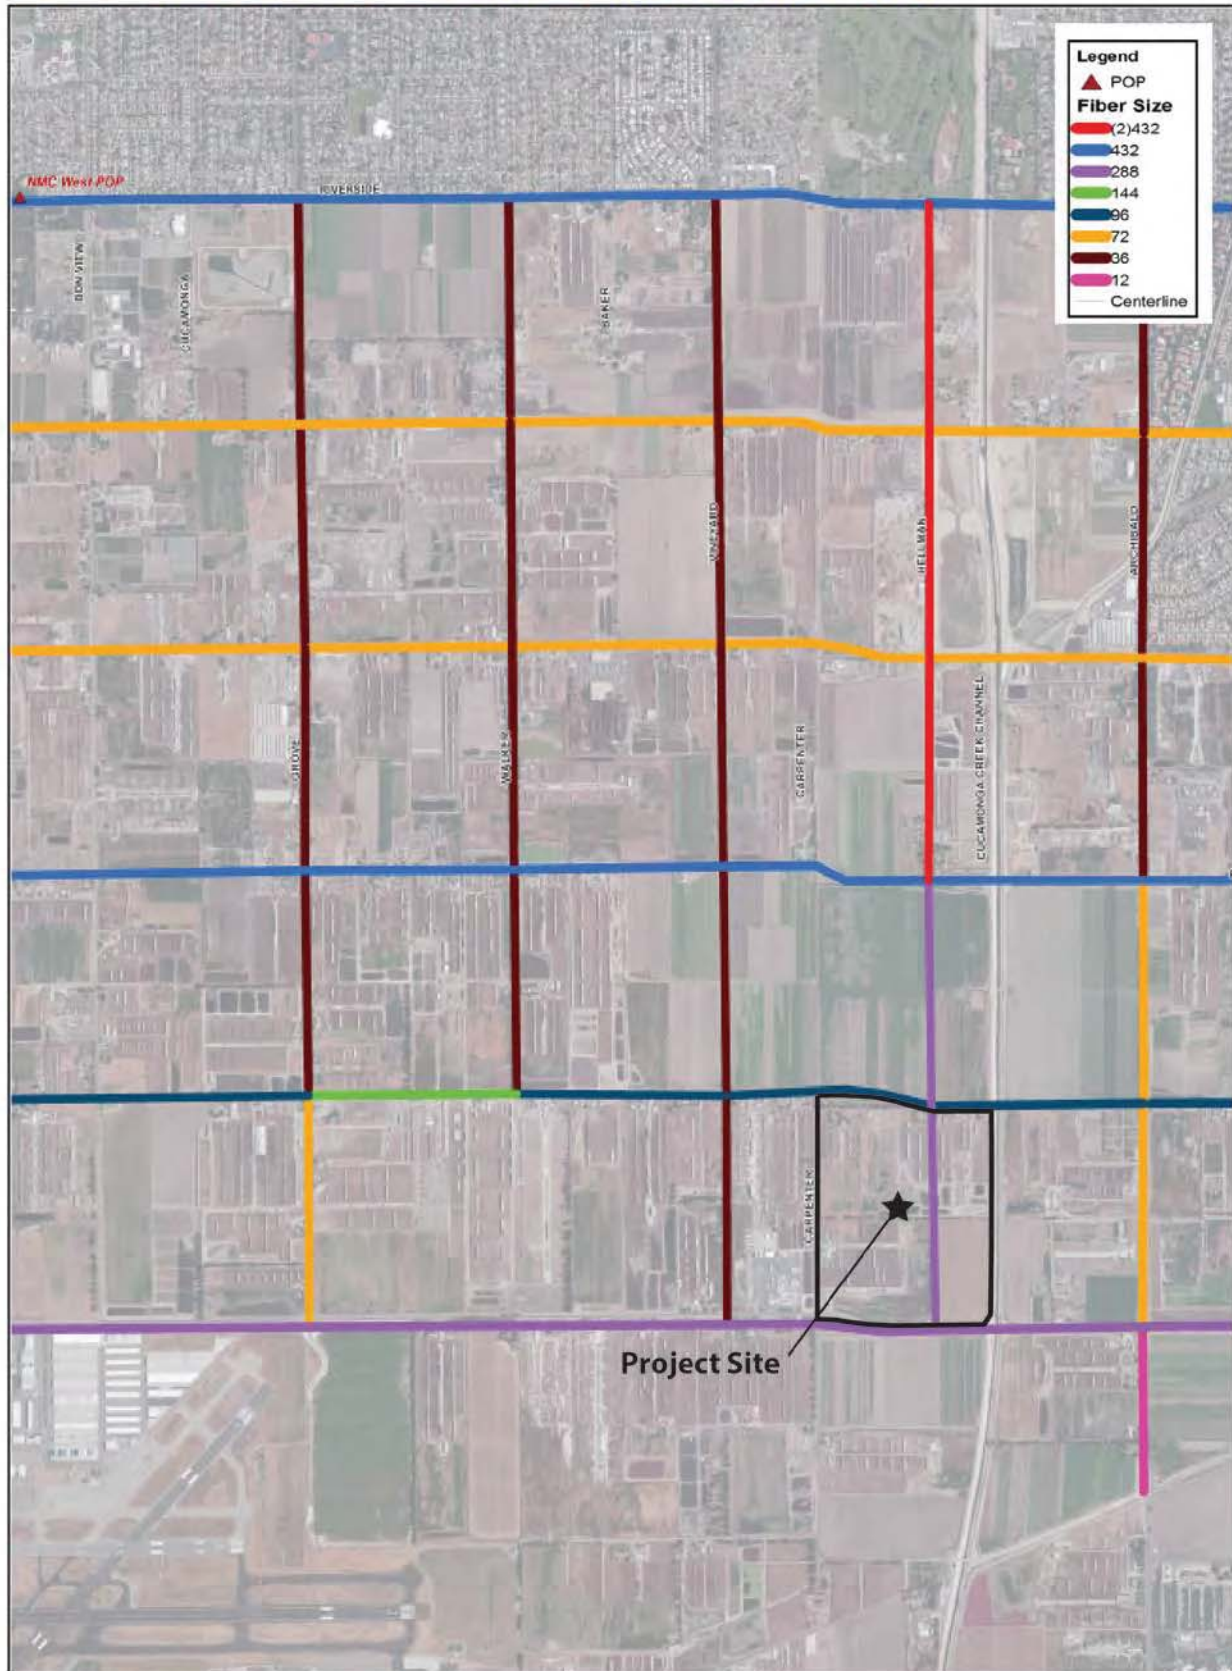 Legend
POP
Fiber Size
(2)432
432
288
144
96
72
36
12
Centerline
NMC West POP
RIVERSIDE
BON VIEW
CUCAMONGA
BAKER
VINEYARD
HELLMAN
ARCHIBALD
GROVE
WALKER
CARPENTER
CUCAMONGA CREEK CHANNEL
CARPENTER
Project Site